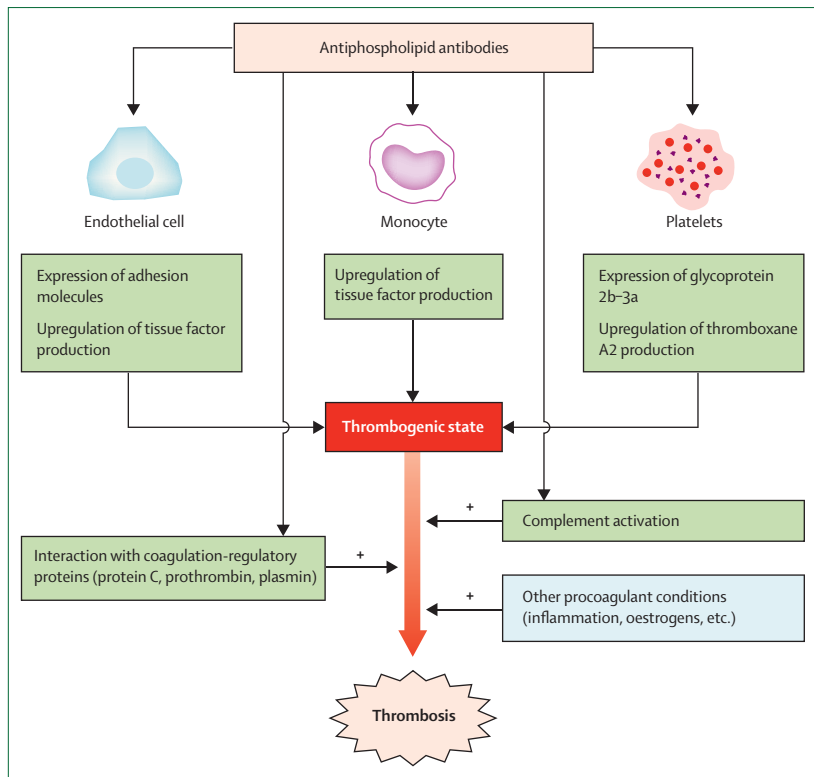 Antiphospholipid antibodies
Endothelial cell
Monocyte
Platelets
Expression of adhesion
molecules
Upregulation of tissue factor
production
Upregulation of
tissue factor production
Expression of glycoprotein
2b–3a
Upregulation of thromboxane
A2 production
Thrombogenic state
+
Complement activation
Interaction with coagulation-regulatory
proteins (protein C, prothrombin, plasmin)
+
+
Other procoagulant conditions
(inflammation, oestrogens, etc.)
Thrombosis